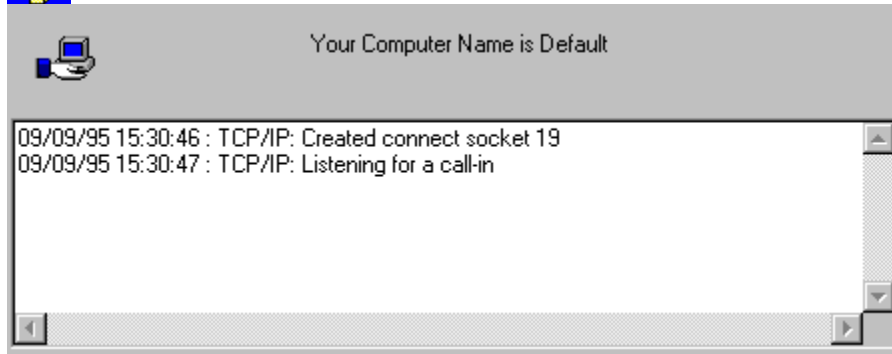 Your Computer Name is Default
09/09/95 15:30:46 : TCP/IP: Created connect socket 19
09/09/95 15:30:47 : TCP/IP: Listening for a call-in